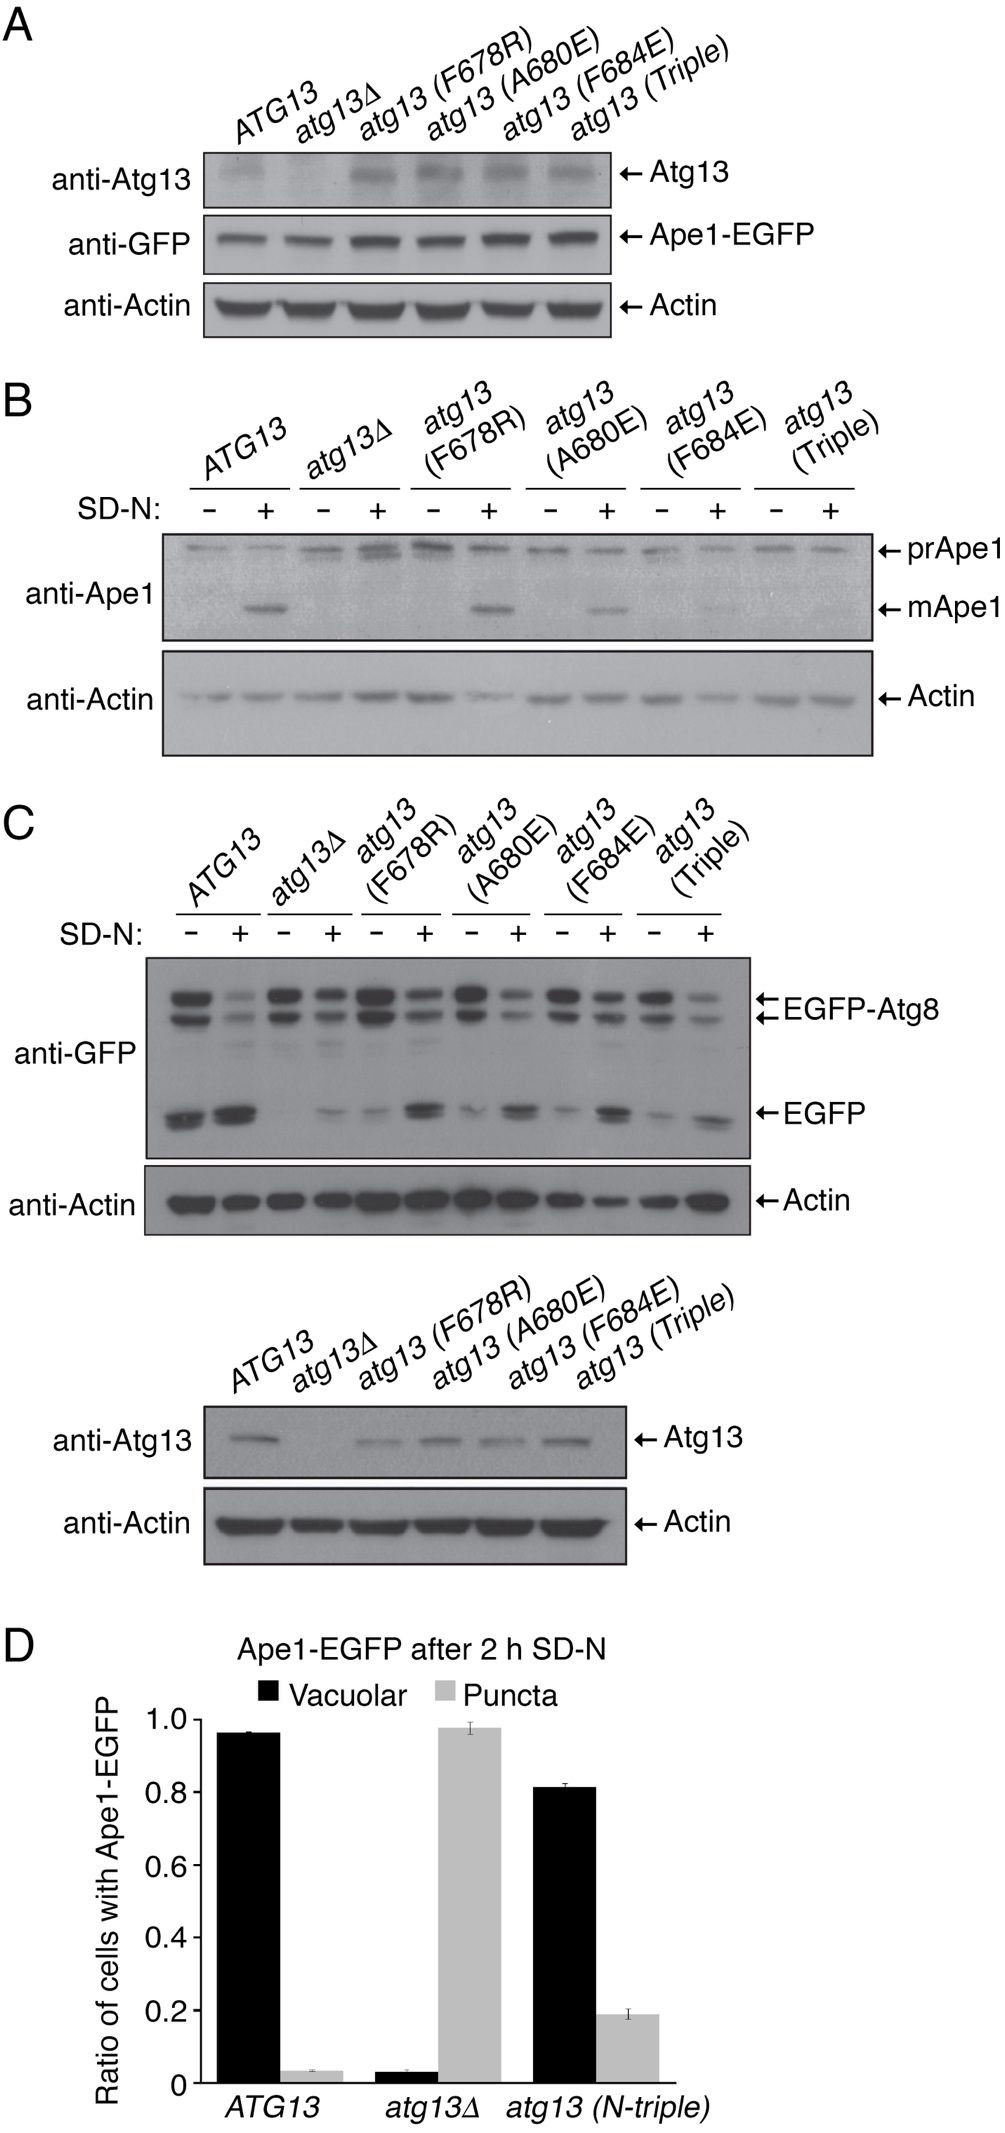 A
ATG13 atg13Δ atg13 (F678R) atg13 (A680E) atg13 (F684E) atg13 (Triple)
anti-Atg13 ←Atg13
anti-GFP ←Ape1-EGFP
anti-Actin ←Actin
B
ATG13 atg13Δ atg13 (F678R) atg13 (A680E) atg13 (F684E) atg13 (Triple)
SD-N: − + − + − + − + − + − +
anti-Ape1 ←prApe1
←mApe1
anti-Actin ←Actin
C
ATG13 atg13Δ atg13 (F678R) atg13 (A680E) atg13 (F684E) atg13 (Triple)
SD-N: − + − + − + − + − + − +
←
←EGFP-Atg8
anti-GFP
←EGFP
anti-Actin ←Actin
ATG13 atg13Δ atg13 (F678R) atg13 (A680E) atg13 (F684E) atg13 (Triple)
anti-Atg13 ←Atg13
anti-Actin ←Actin
D
Ape1-EGFP after 2 h SD-N
Vacuolar Puncta
Ratio of cells with Ape1-EGFP
1.0
0.8
0.6
0.4
0.2
0
ATG13 atg13Δ atg13 (N-triple)